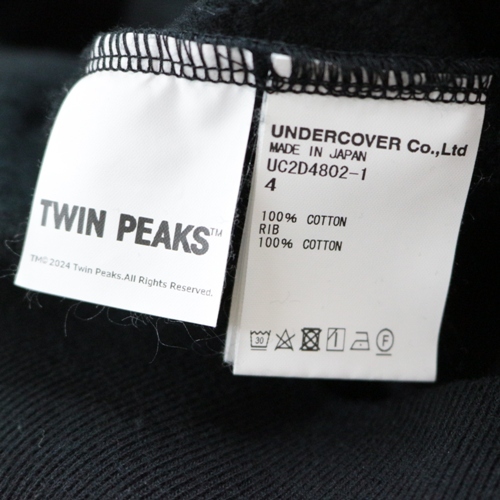 TWIN PEAKS™
TM© 2024 Twin Peaks.All Rights Reserved.
UNDERCOVER Co.,Ltd
MADE IN JAPAN
UC2D4802-1
4
100% COTTON
RIB
100% COTTON
30 F